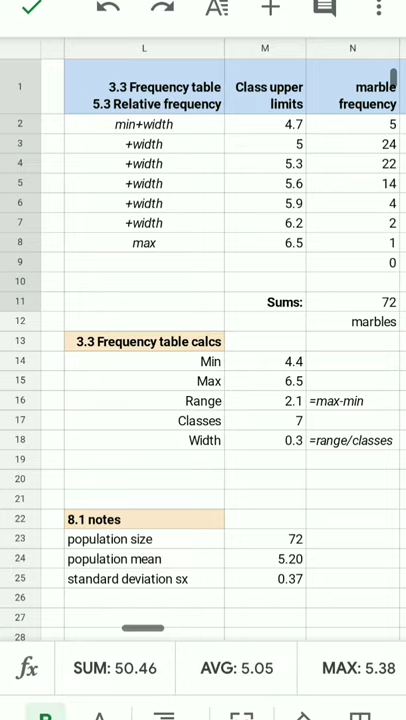 L M N
1 3.3 Frequency table Class upper marble
5.3 Relative frequency limits frequency
2 min+width 4.7 5
3 +width 5 24
4 +width 5.3 22
5 +width 5.6 14
6 +width 5.9 4
7 +width 6.2 2
8 max 6.5 1
9 0
10
11 Sums: 72
12 marbles
13 3.3 Frequency table calcs
14 Min 4.4
15 Max 6.5
16 Range 2.1 =max-min
17 Classes 7
18 Width 0.3 =range/classes
19
20
21
22 8.1 notes
23 population size 72
24 population mean 5.20
25 standard deviation sx 0.37
26
27
28
fx SUM: 50.46 AVG: 5.05 MAX: 5.38